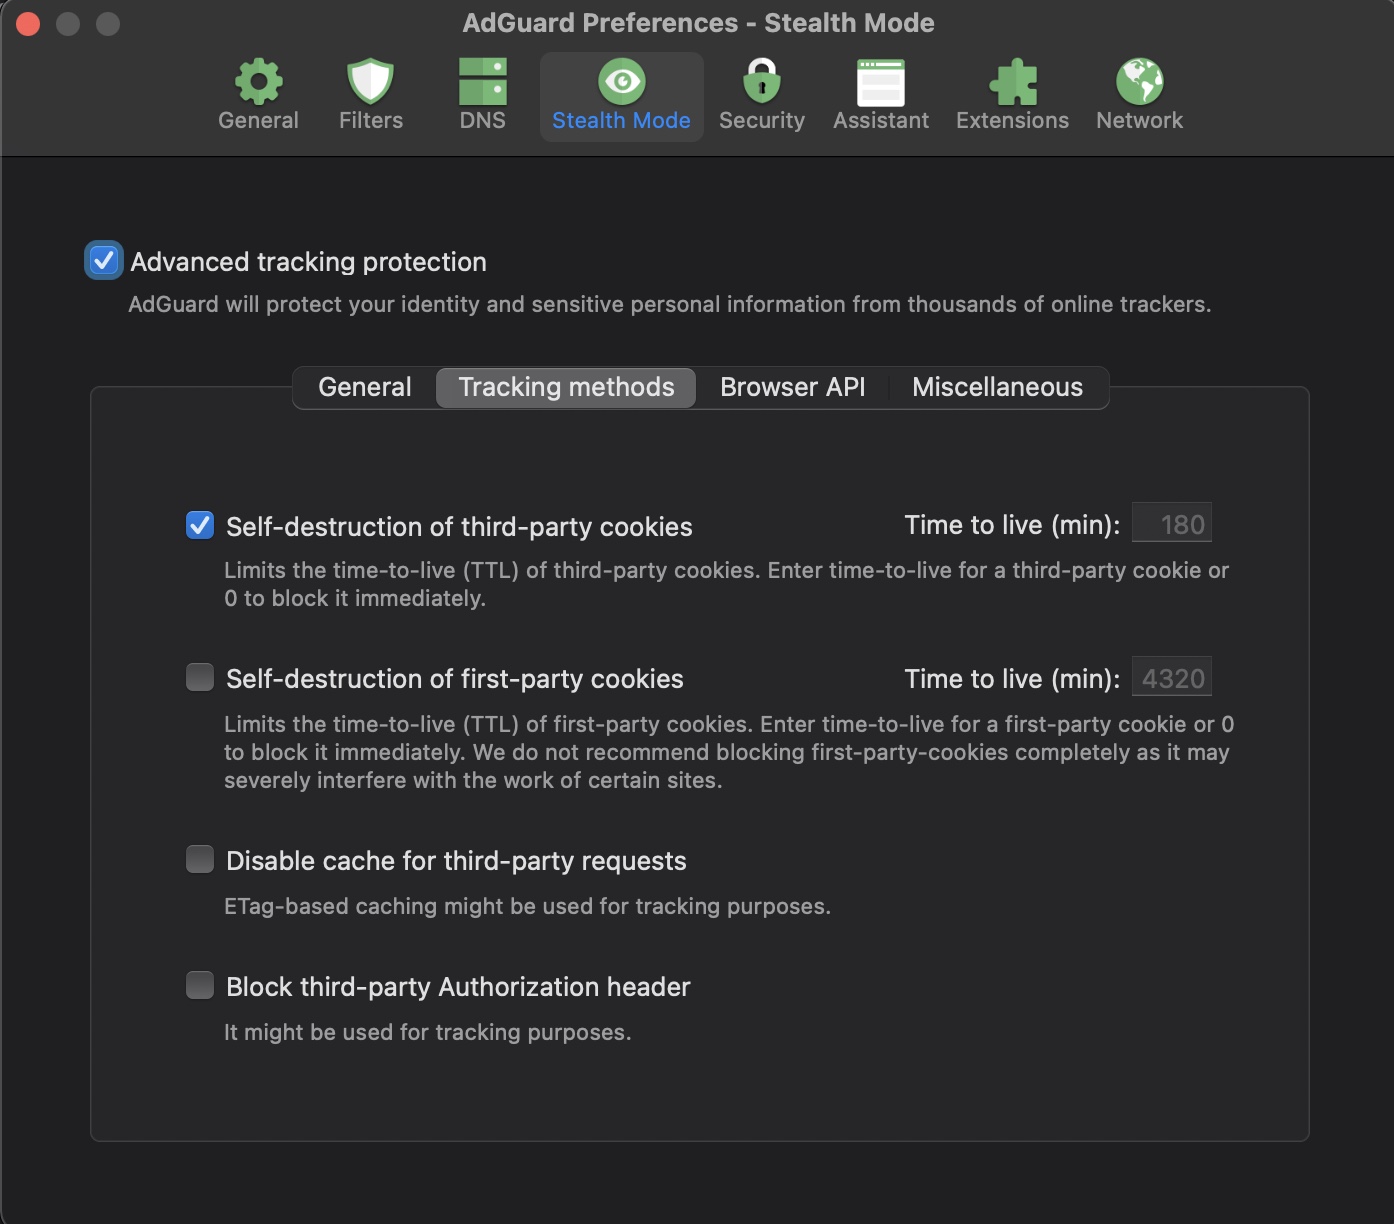 AdGuard Preferences - Stealth Mode
General Filters DNS Stealth Mode Security Assistant Extensions Network
Advanced tracking protection
AdGuard will protect your identity and sensitive personal information from thousands of online trackers.
General Tracking methods Browser API Miscellaneous
Self-destruction of third-party cookies Time to live (min): 180
Limits the time-to-live (TTL) of third-party cookies. Enter time-to-live for a third-party cookie or
0 to block it immediately.
Self-destruction of first-party cookies Time to live (min): 4320
Limits the time-to-live (TTL) of first-party cookies. Enter time-to-live for a first-party cookie or 0
to block it immediately. We do not recommend blocking first-party-cookies completely as it may
severely interfere with the work of certain sites.
Disable cache for third-party requests
ETag-based caching might be used for tracking purposes.
Block third-party Authorization header
It might be used for tracking purposes.